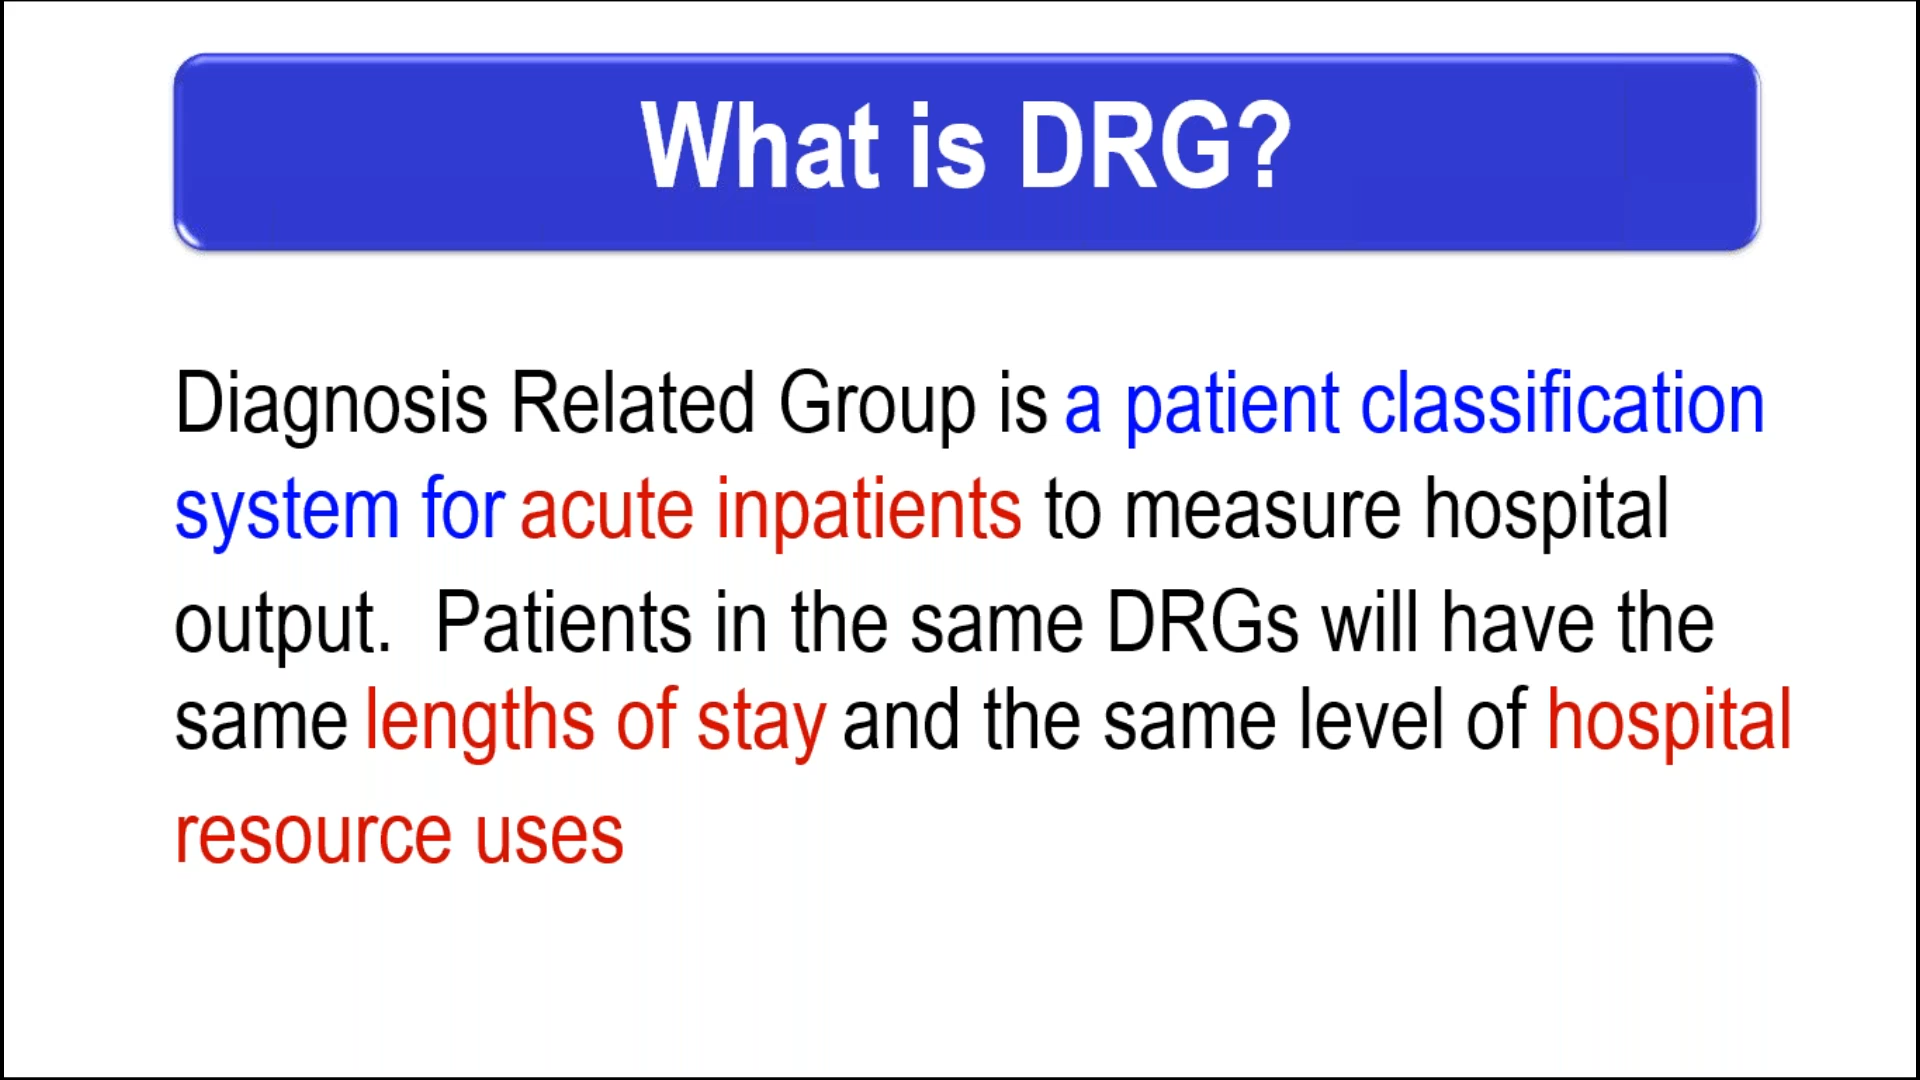 What is DRG?
Diagnosis Related Group is a patient classification
system for acute inpatients to measure hospital
output.  Patients in the same DRGs will have the
same lengths of stay and the same level of hospital
resource uses